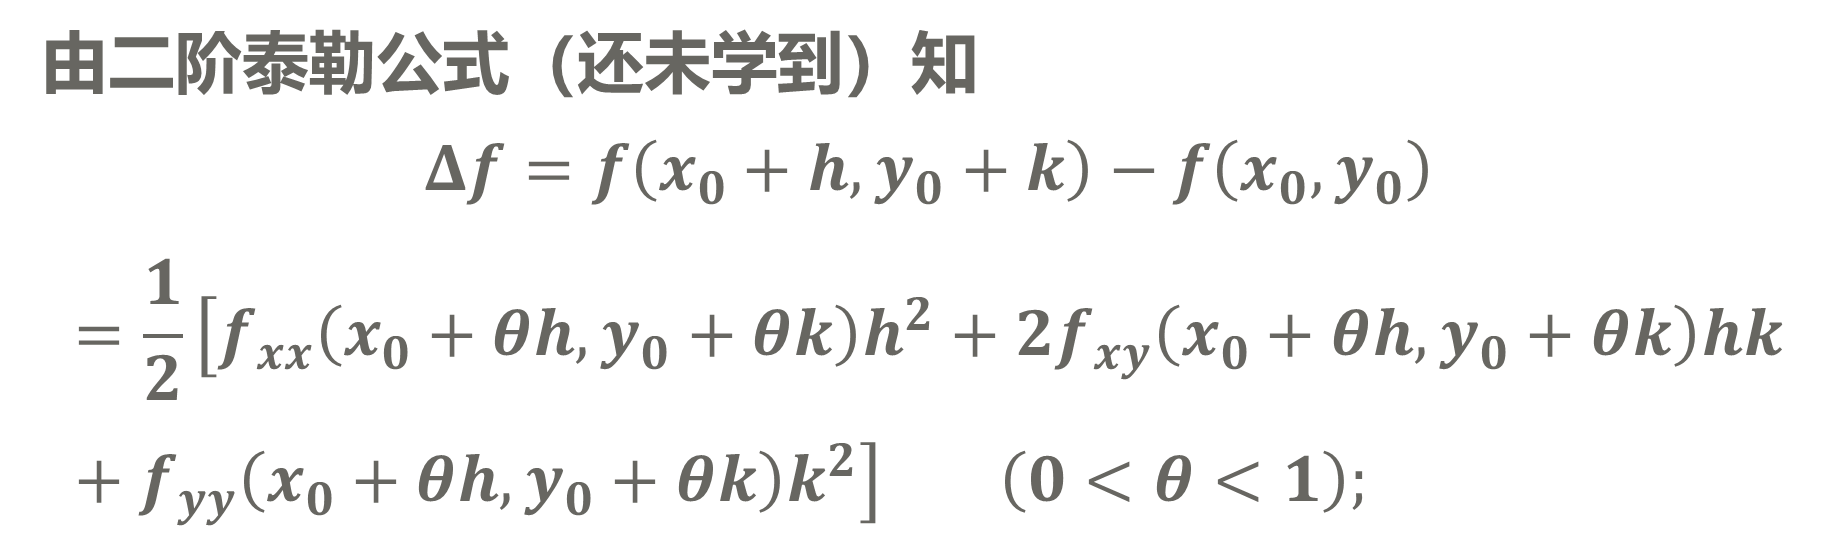 由二阶泰勒公式（还未学到）知
Δf = f(x₀ + h, y₀ + k) − f(x₀, y₀)
= 1/2 [f_xx(x₀ + θh, y₀ + θk)h² + 2f_xy(x₀ + θh, y₀ + θk)hk
+ f_yy(x₀ + θh, y₀ + θk)k²] (0 < θ < 1);